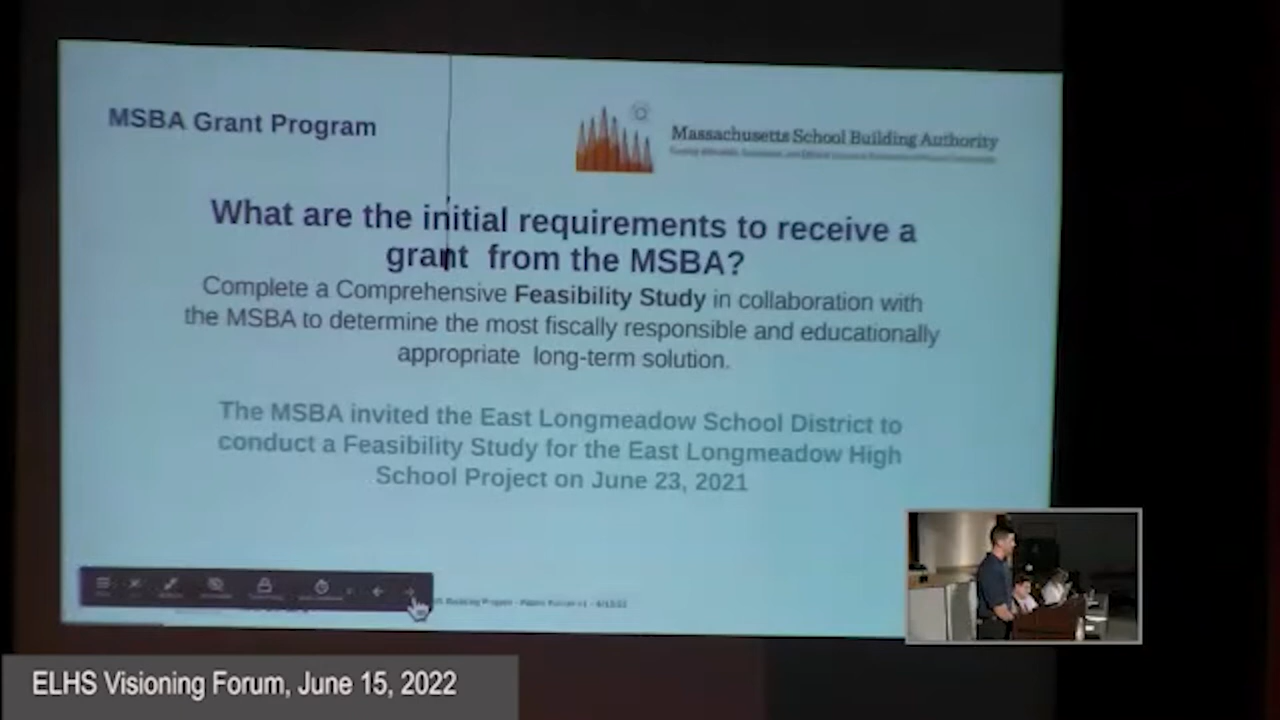 MSBA Grant Program
Massachusetts School Building Authority
What are the initial requirements to receive a
grant from the MSBA?
Complete a Comprehensive Feasibility Study in collaboration with
the MSBA to determine the most fiscally responsible and educationally
appropriate long-term solution.
The MSBA invited the East Longmeadow School District to
conduct a Feasibility Study for the East Longmeadow High
School Project on June 23, 2021
ELHS Visioning Forum, June 15, 2022